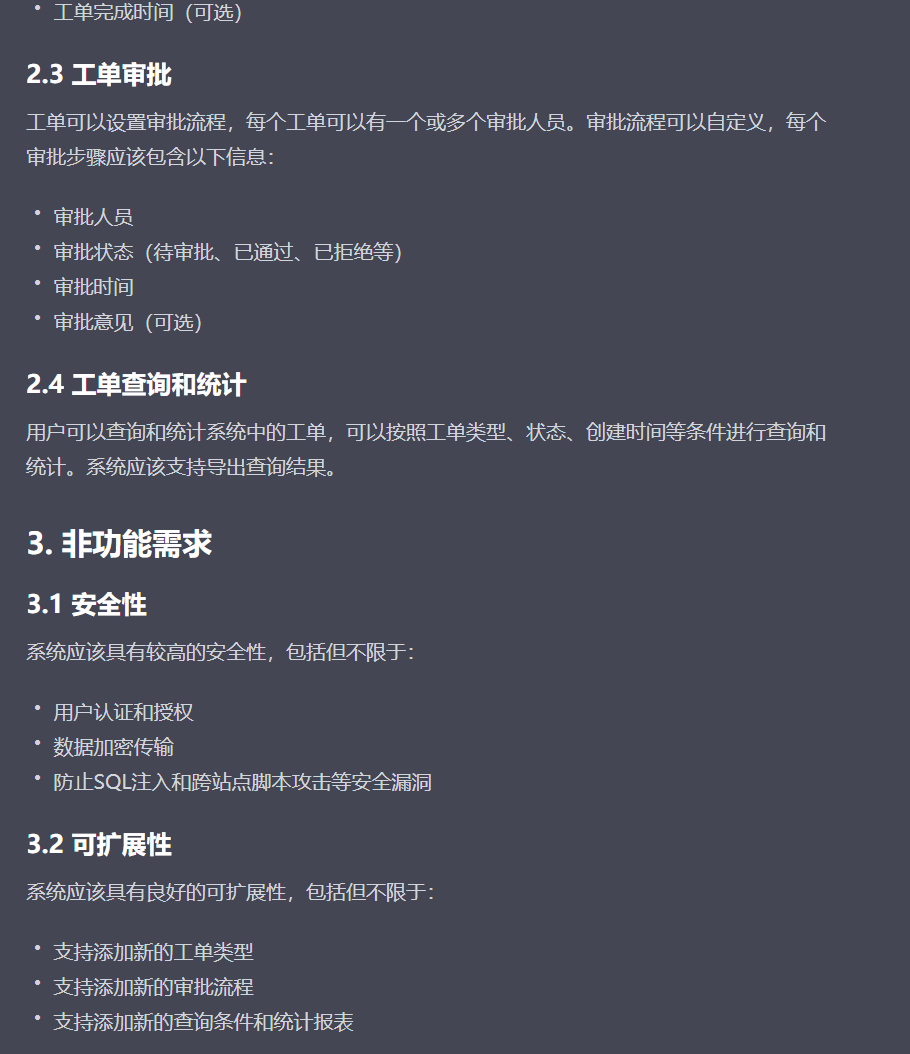 • 工单完成时间（可选）
2.3 工单审批
工单可以设置审批流程，每个工单可以有一个或多个审批人员。审批流程可以自定义，每个
审批步骤应该包含以下信息：
• 审批人员
• 审批状态（待审批、已通过、已拒绝等）
• 审批时间
• 审批意见（可选）
2.4 工单查询和统计
用户可以查询和统计系统中的工单，可以按照工单类型、状态、创建时间等条件进行查询和
统计。系统应该支持导出查询结果。
3. 非功能需求
3.1 安全性
系统应该具有较高的安全性，包括但不限于：
• 用户认证和授权
• 数据加密传输
• 防止SQL注入和跨站点脚本攻击等安全漏洞
3.2 可扩展性
系统应该具有良好的可扩展性，包括但不限于：
• 支持添加新的工单类型
• 支持添加新的审批流程
• 支持添加新的查询条件和统计报表